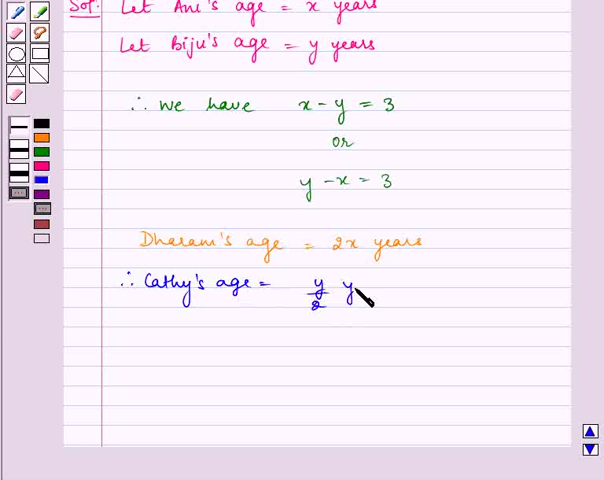 Sol: Let Ani's age = x years
Let Biju's age = y years
∴ We have x - y = 3
or
y - x = 3
Dharam's age = 2x years
∴ Cathy's age = y/2 y